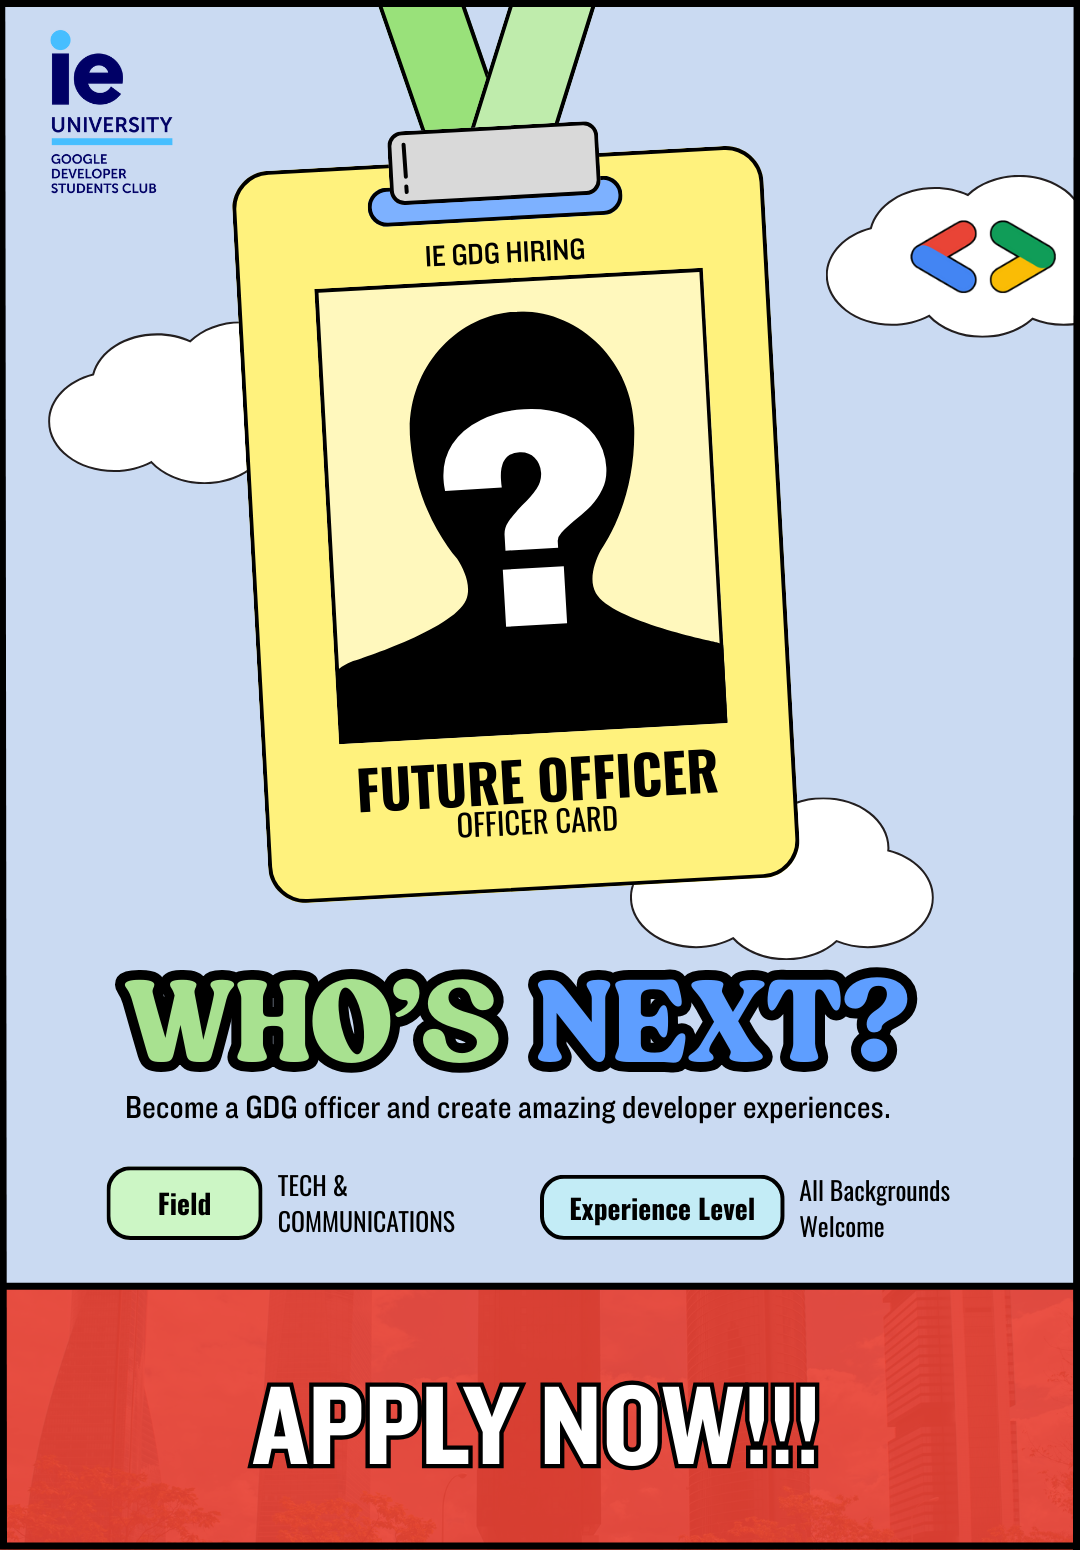 ie
UNIVERSITY
GOOGLE
DEVELOPER
STUDENTS CLUB
IE GDG HIRING
?
FUTURE OFFICER
OFFICER CARD
WHO'S NEXT?
Become a GDG officer and create amazing developer experiences.
Field
TECH &
COMMUNICATIONS
Experience Level
All Backgrounds
Welcome
APPLY NOW!!!